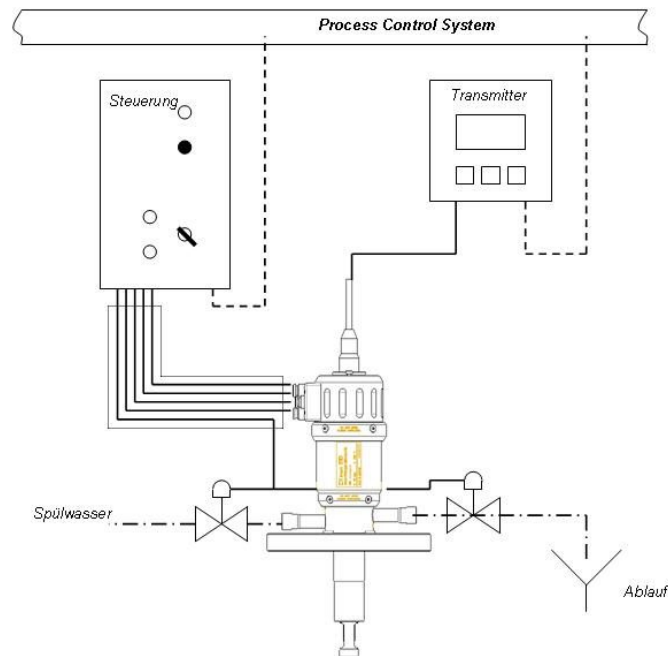 Process Control System
Steuerung
Transmitter
Spülwasser
Ablauf